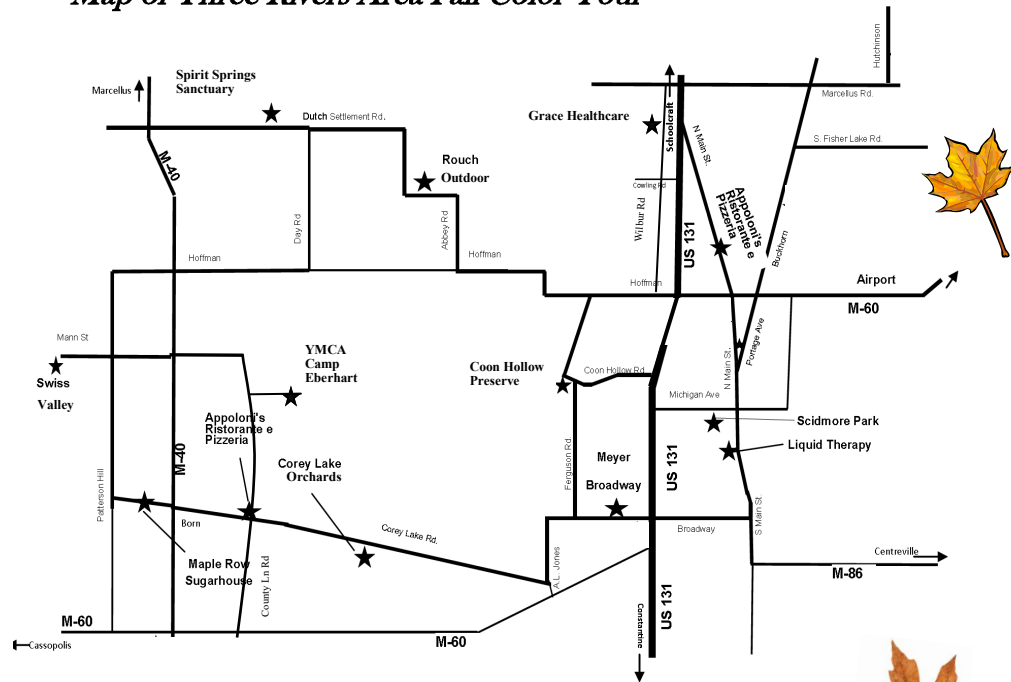 Map of Three Rivers Area Fall Color Tour
Hutchinson
Spirit Springs
Sanctuary
Marcellus
Marcellus Rd.
Dutch Settlement Rd.
Grace Healthcare
Schoolcraft
N Main St.
S. Fisher Lake Rd.
M-40
Rouch
Outdoor
Cowling Rd
Wilbur Rd
Appoloni's
Ristorante e
Pizzeria
Day Rd
Abbey Rd
US 131
Buckhorn
Hoffman
Hoffman
Hoffman
Airport
M-60
Mann St
Swiss
Valley
YMCA
Camp
Eberhart
Coon Hollow
Preserve
Coon Hollow Rd.
N Main St.
Portage Ave
Michigan Ave
Appoloni's
Ristorante e
Pizzeria
Scidmore Park
Liquid Therapy
M-40
Corey Lake
Orchards
Ferguson Rd.
Meyer
Broadway
US 131
Patterson Hill
Born
Corey Lake Rd.
Broadway
S Main St.
Maple Row
Sugarhouse
County Ln Rd
A.L. Jones
Centreville
M-86
M-60
M-60
Constantine
US 131
Cassopolis